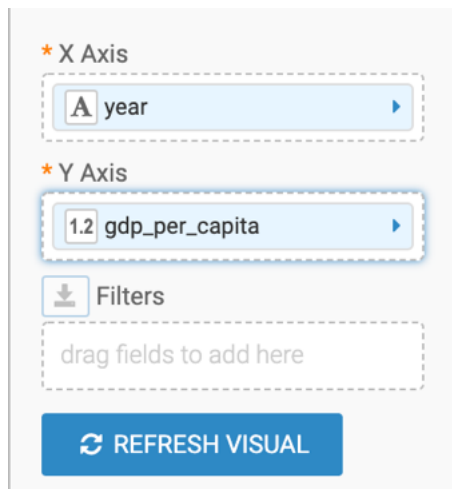 * X Axis
A year
* Y Axis
1.2 gdp_per_capita
Filters
drag fields to add here
REFRESH VISUAL